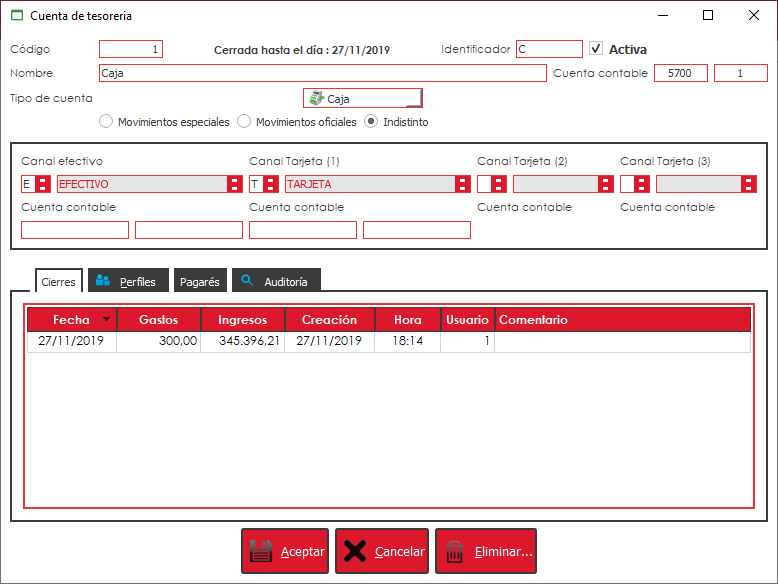 Cuenta de tesoreria
Código 1 Cerrada hasta el día : 27/11/2019 Identificador C Activa
Nombre Caja Cuenta contable 5700 1
Tipo de cuenta Caja
Movimientos especiales Movimientos oficiales Indistinto
Canal efectivo Canal Tarjeta (1) Canal Tarjeta (2) Canal Tarjeta (3)
E EFECTIVO T TARJETA
Cuenta contable Cuenta contable Cuenta contable Cuenta contable
Cierres Perfiles Pagarés Auditoría
Fecha Gastos Ingresos Creación Hora Usuario Comentario
27/11/2019 300,00 345.396,21 27/11/2019 18:14 1
Aceptar Cancelar Eliminar...